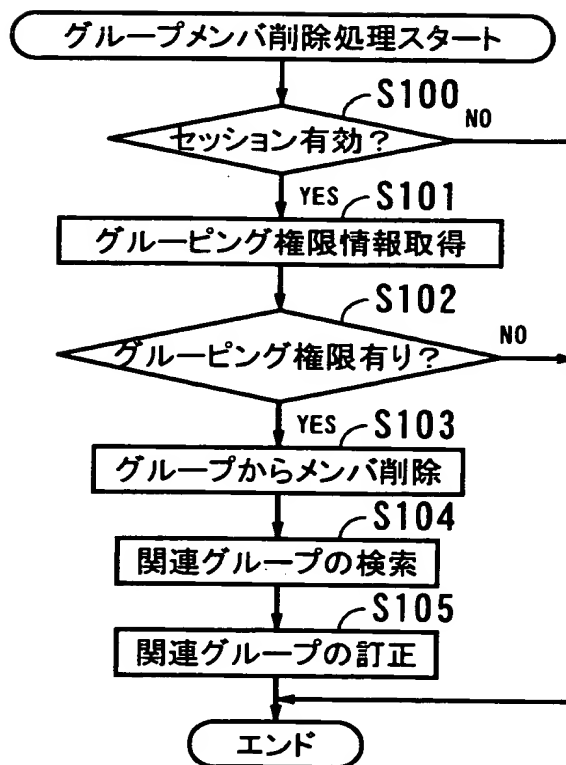 グループメンバ削除処理スタート
S100
NO
セッション有効?
YES
S101
グルーピング権限情報取得
S102
NO
グルーピング権限有り?
YES
S103
グループからメンバ削除
S104
関連グループの検索
S105
関連グループの訂正
エンド